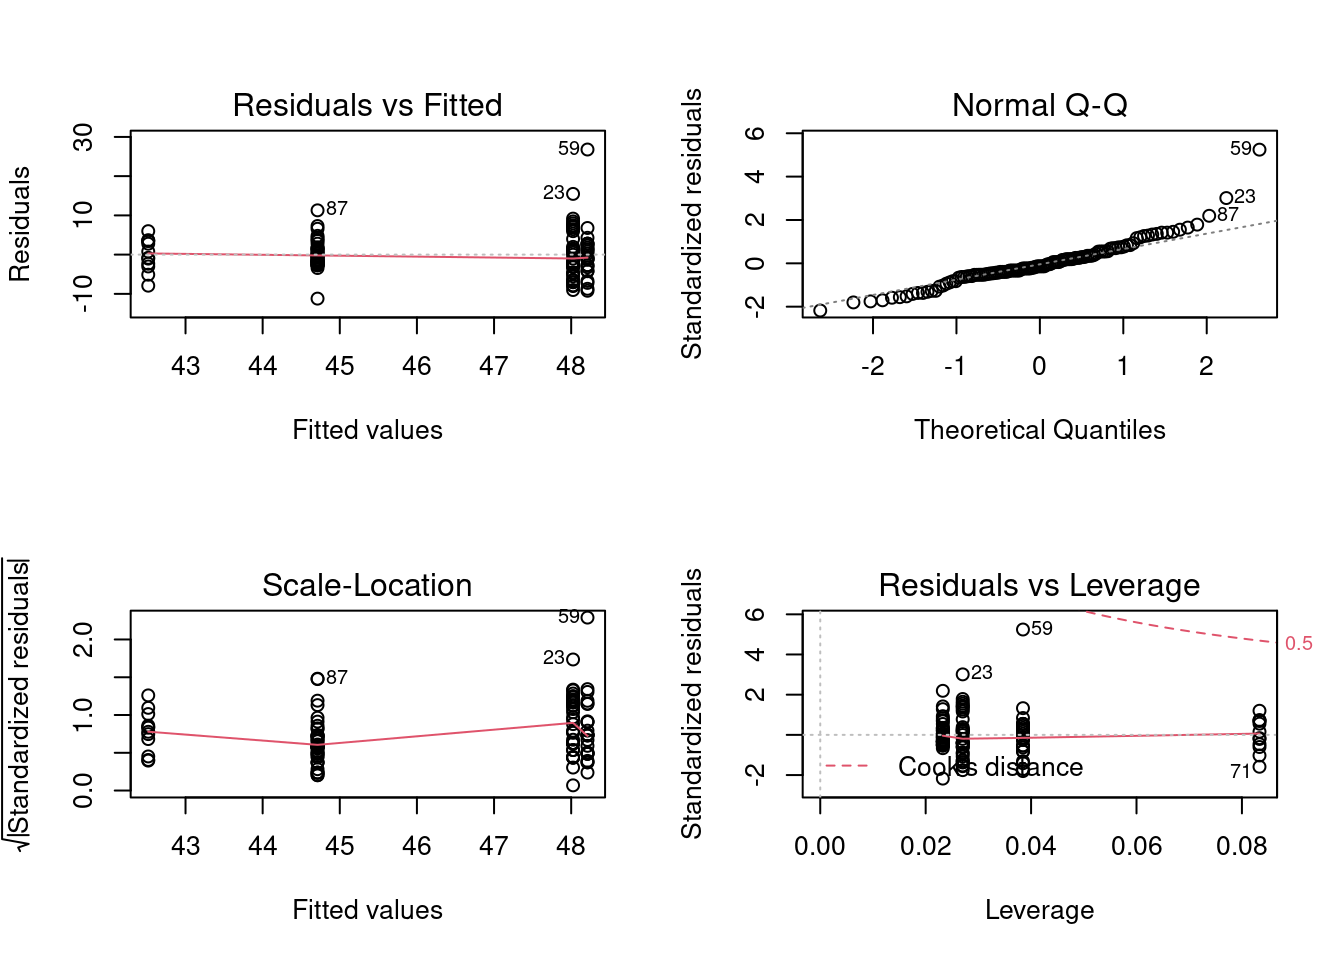 Residuals vs Fitted
Residuals
30
10
-10
59
23
87
43 44 45 46 47 48
Fitted values
Normal Q-Q
Standardized residuals
6
4
2
0
-2
59
23
87
-2 -1 0 1 2
Theoretical Quantiles
Scale-Location
√|Standardized residuals|
2.0
1.0
0.0
59
23
87
43 44 45 46 47 48
Fitted values
Residuals vs Leverage
Standardized residuals
6
4
2
-2
59
23
71
0.5
Cook's distance
0.00 0.02 0.04 0.06 0.08
Leverage